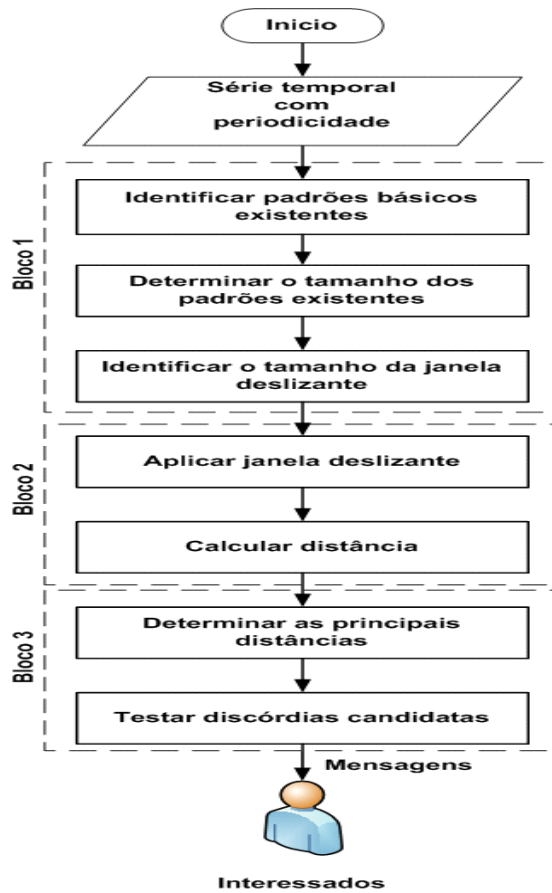 Inicio
Série temporal
com
periodicidade
Bloco 1
Identificar padrões básicos
existentes
Determinar o tamanho dos
padrões existentes
Identificar o tamanho da janela
deslizante
Bloco 2
Aplicar janela deslizante
Calcular distância
Bloco 3
Determinar as principais
distâncias
Testar discórdias candidatas
Mensagens
Interessados